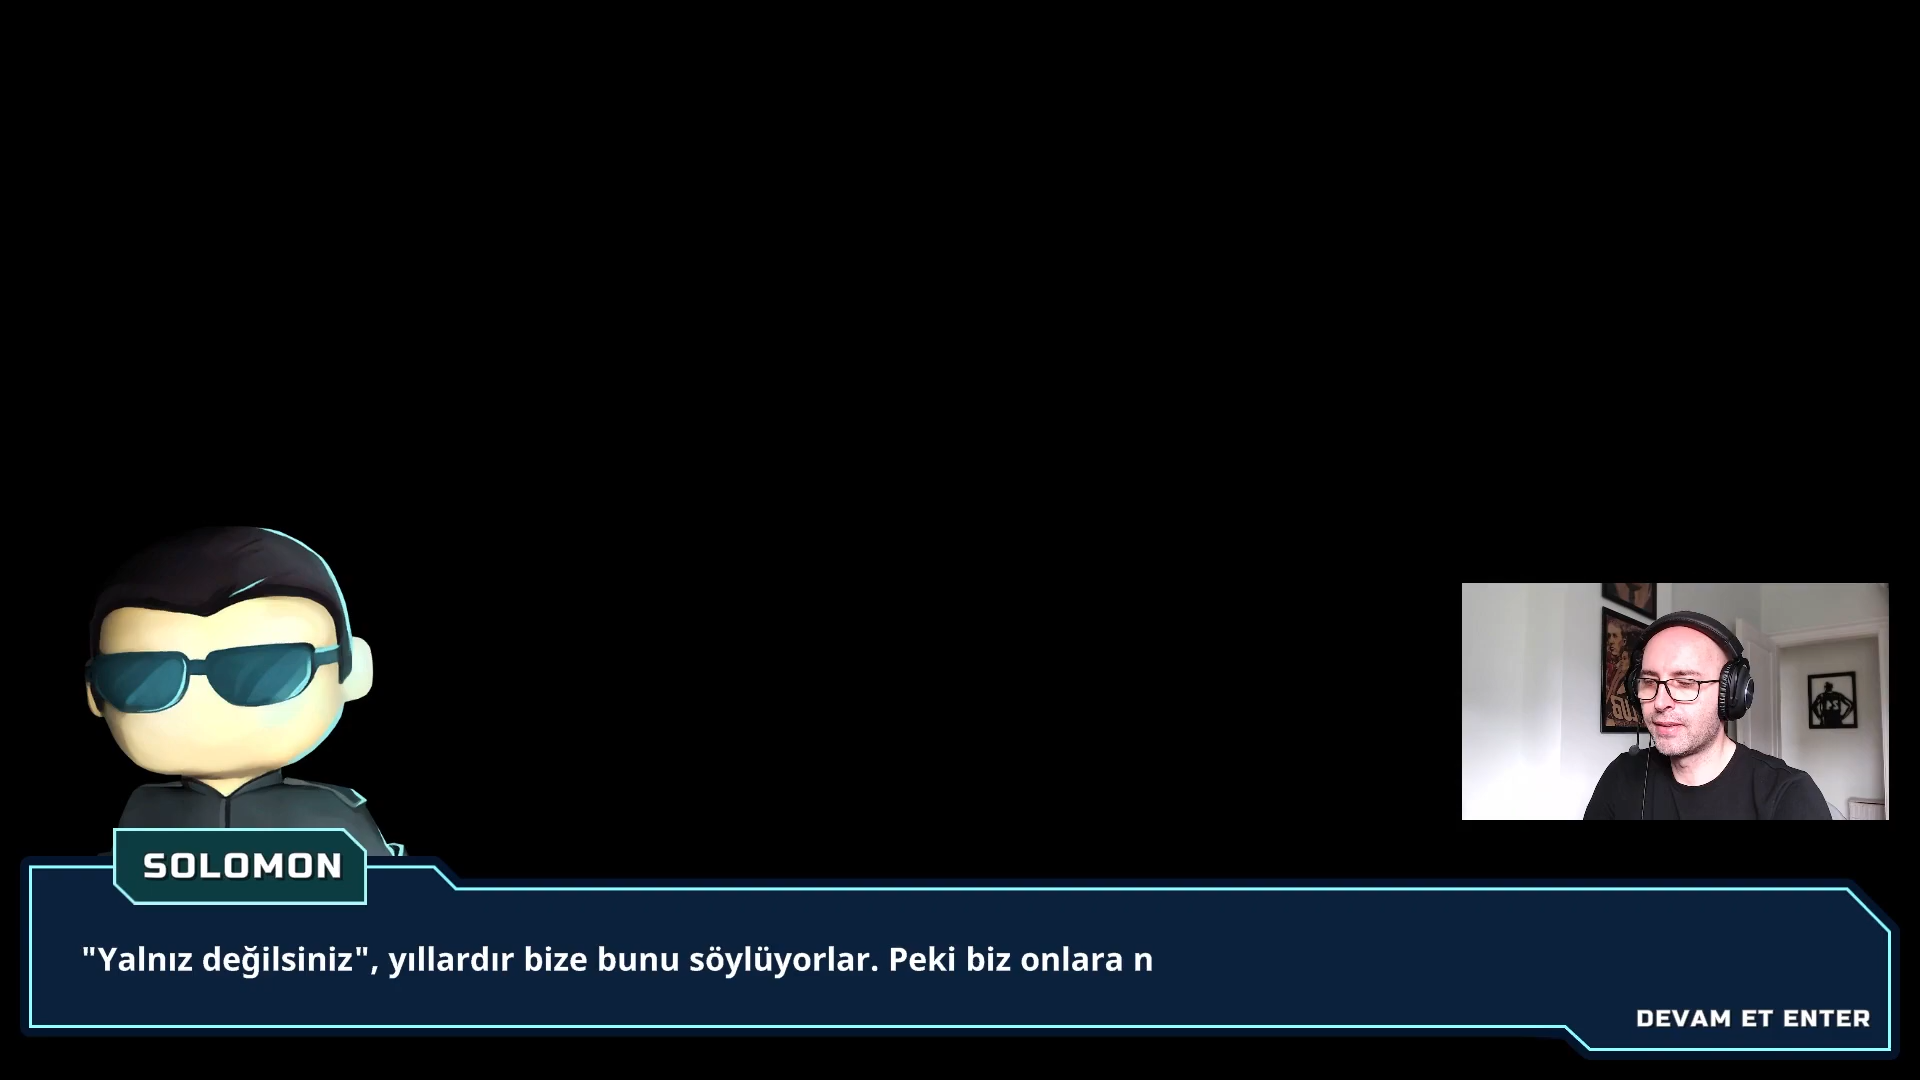 SOLOMON
"Yalnız değilsiniz", yıllardır bize bunu söylüyorlar. Peki biz onlara n
DEVAM ET ENTER